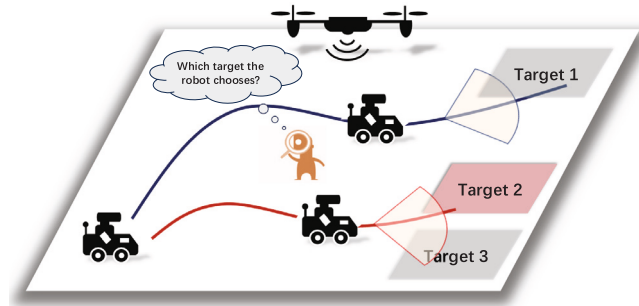 Which target the
robot chooses?
Target 1
Target 2
Target 3